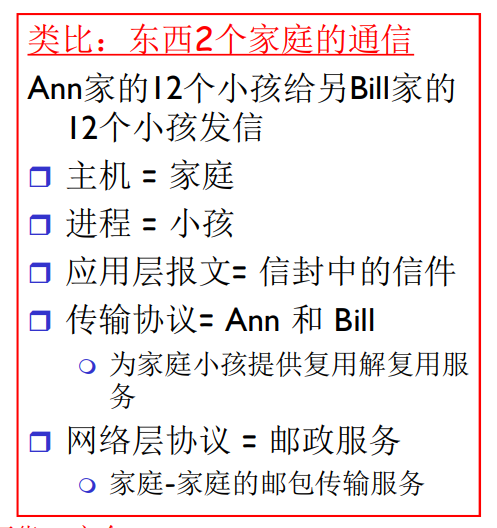 类比：东西2个家庭的通信
Ann家的12个小孩给另Bill家的
12个小孩发信
主机 = 家庭
进程 = 小孩
应用层报文= 信封中的信件
传输协议= Ann 和 Bill
为家庭小孩提供复用解复用服
务
网络层协议 = 邮政服务
家庭-家庭的邮包传输服务